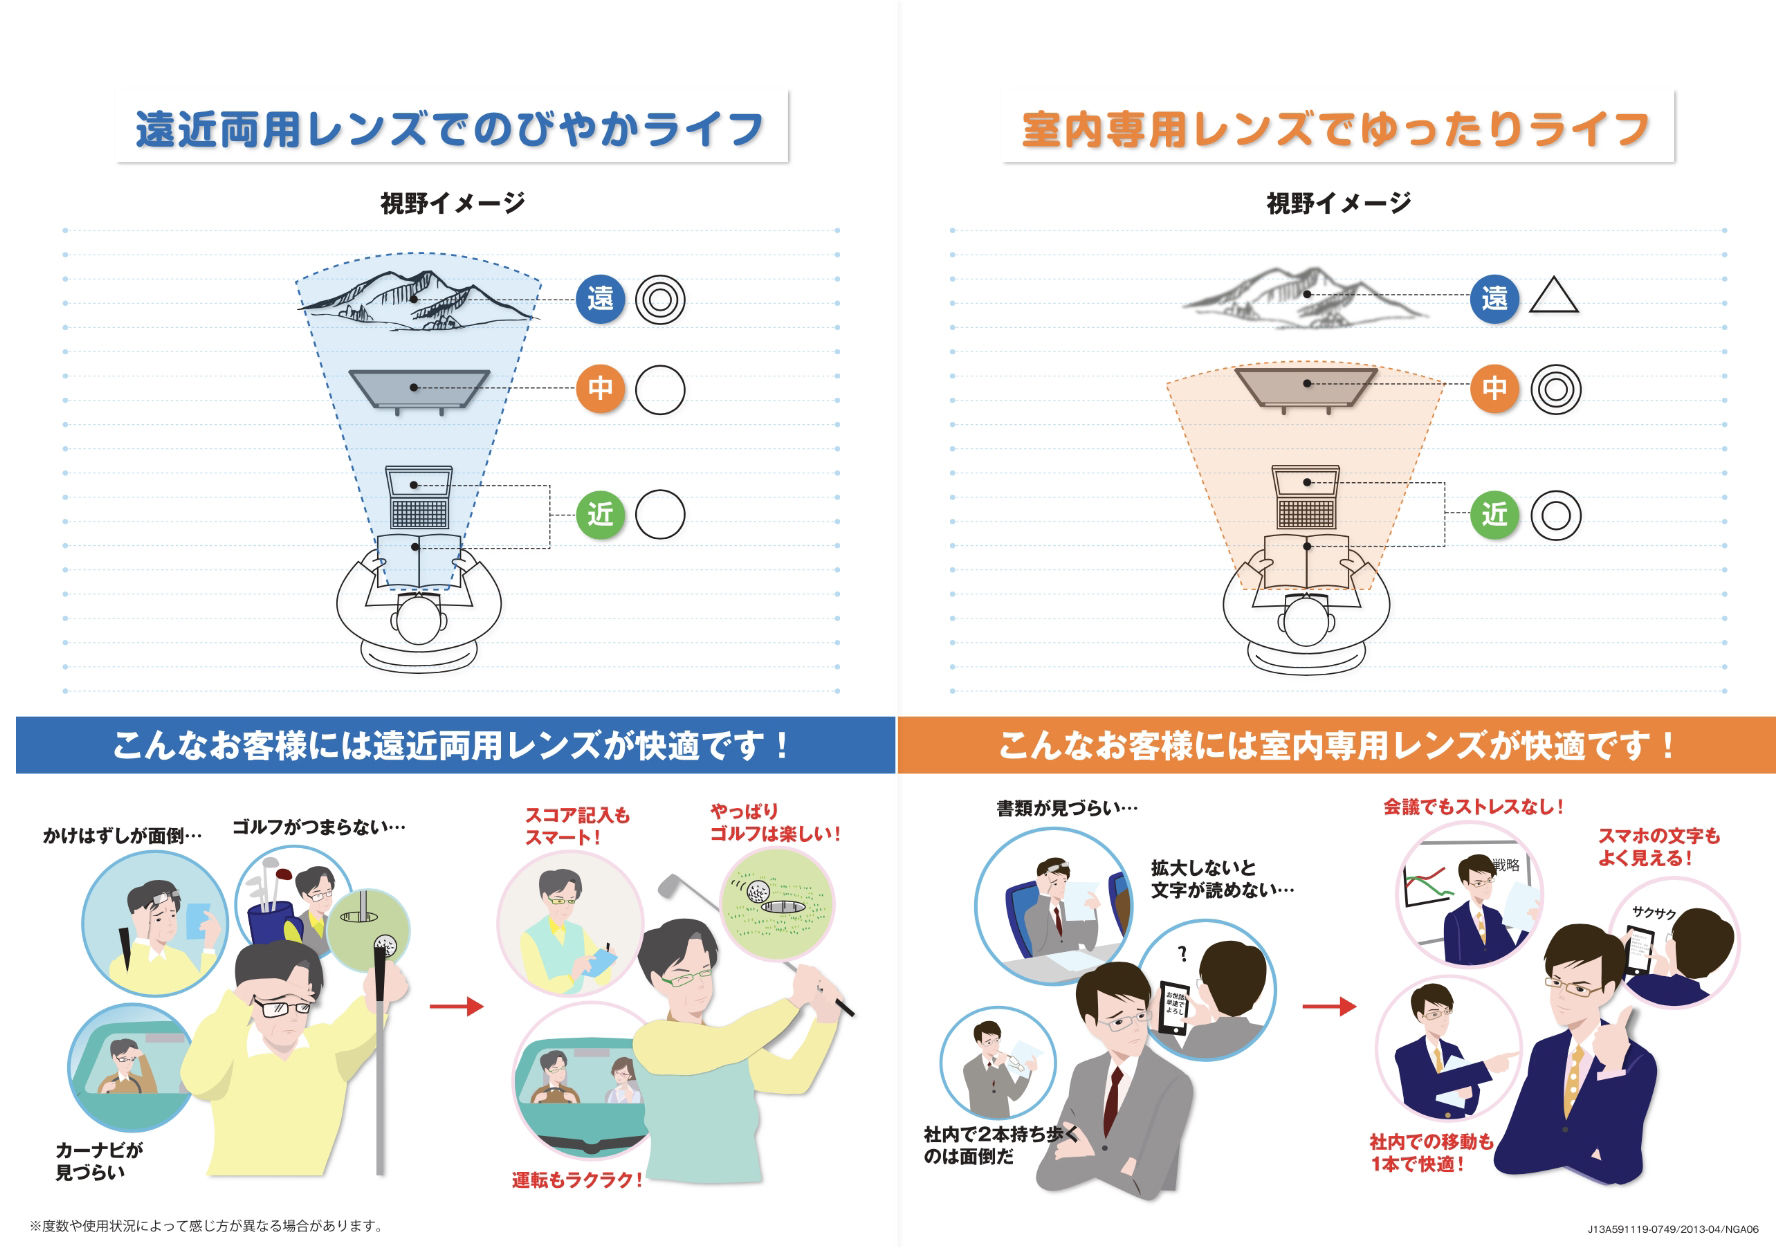 遠近両用レンズでのびやかライフ
視野イメージ
遠
中
近
こんなお客様には遠近両用レンズが快適です！
かけはずしが面倒…
ゴルフがつまらない…
カーナビが
見づらい
スコア記入も
スマート！
やっぱり
ゴルフは楽しい！
運転もラクラク！
※度数や使用状況によって感じ方が異なる場合があります。
室内専用レンズでゆったりライフ
視野イメージ
遠
中
近
こんなお客様には室内専用レンズが快適です！
書類が見づらい…
拡大しないと
文字が読めない…
?
お世話
早速で
よろし
社内で2本持ち歩く
のは面倒だ
会議でもストレスなし！
戦略
スマホの文字も
よく見える！
サクサク
社内での移動も
1本で快適！
J13A591119-0749/2013-04/NGA06